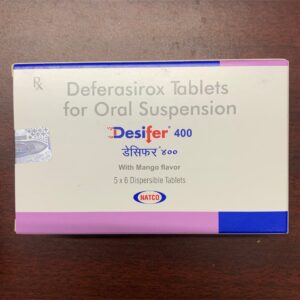 Rx
Deferasirox Tablets
for Oral Suspension
Desifer® 400
डेसिफर® ४००
With Mango flavor
5 x 6 Dispersible Tablets
NATCO